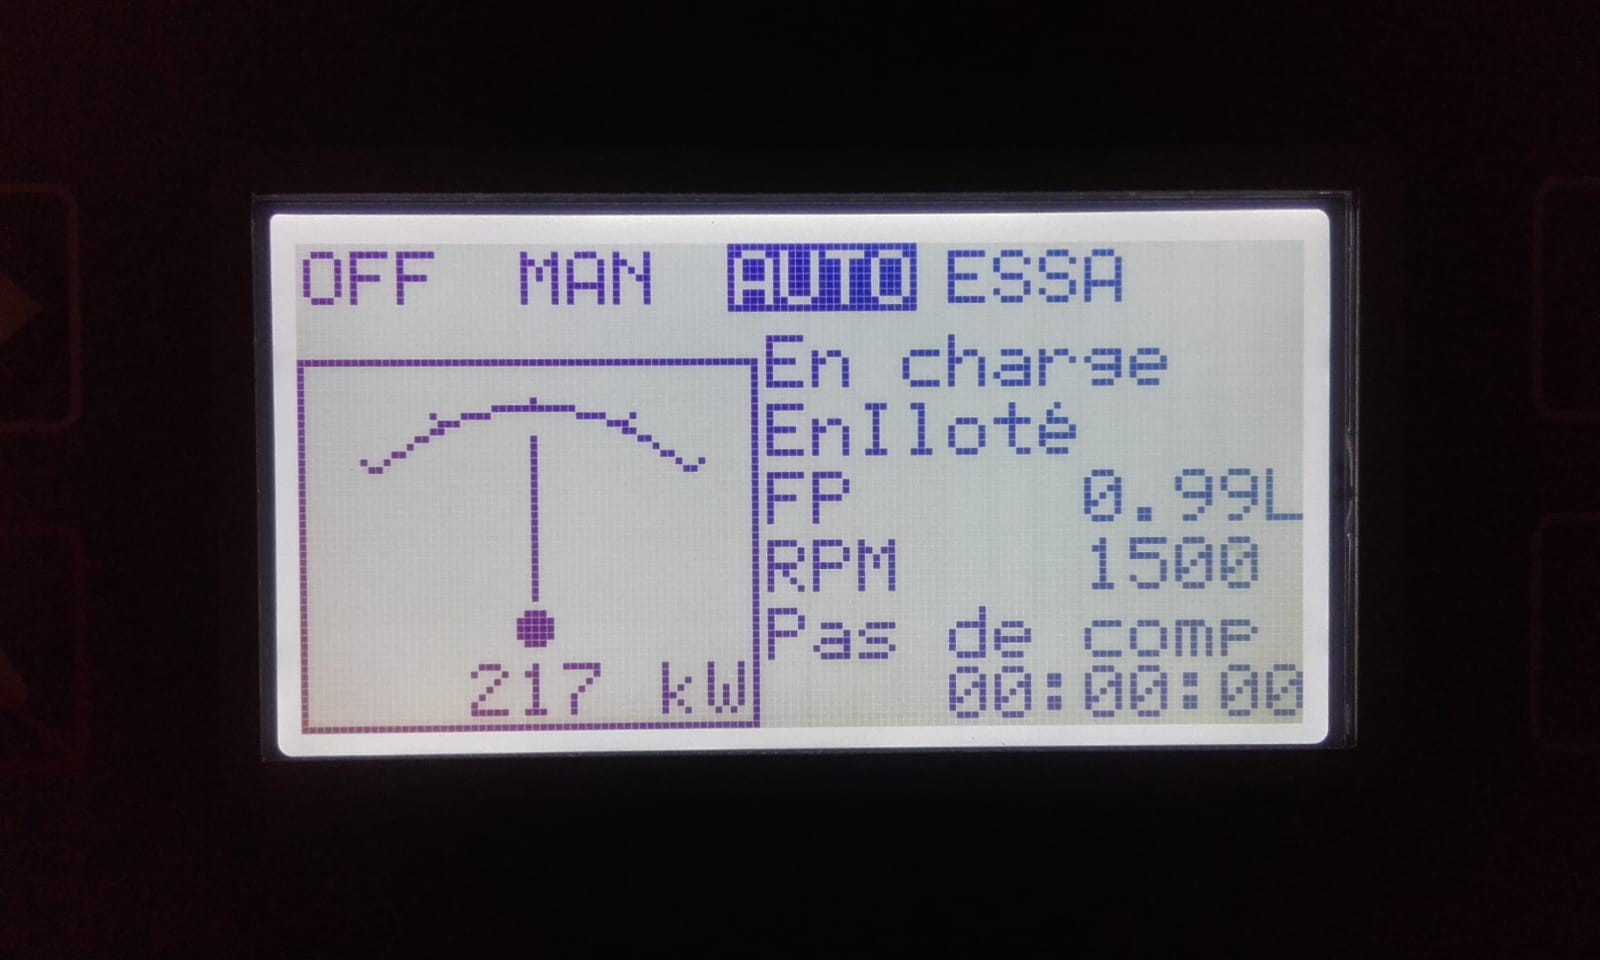 OFF MAN AUTO ESSA
En charge
EnIloté
FP 0.99L
RPM 1500
Pas de comp
217 kW 00:00:00